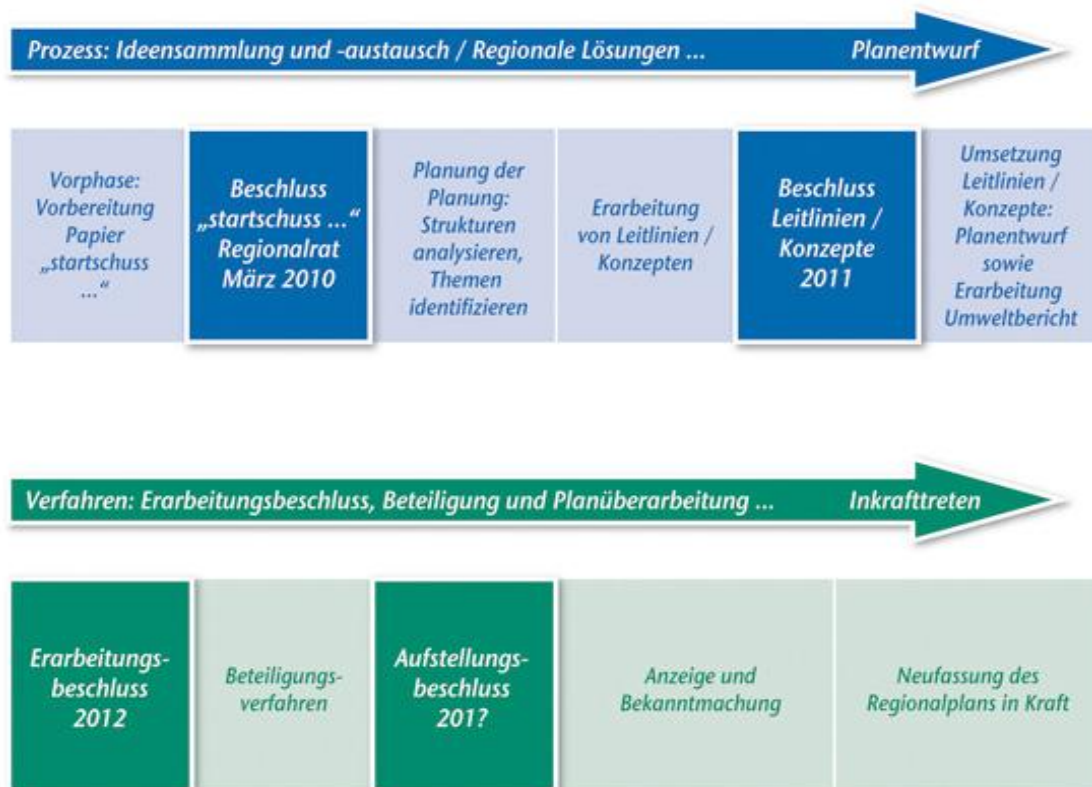 Prozess: Ideensammlung und -austausch / Regionale Lösungen ... Planentwurf
Vorphase:
Vorbereitung
Papier
„startschuss
...“
Beschluss
„startschuss ...“
Regionalrat
März 2010
Planung der
Planung:
Strukturen
analysieren,
Themen
identifizieren
Erarbeitung
von Leitlinien /
Konzepten
Beschluss
Leitlinien /
Konzepte
2011
Umsetzung
Leitlinien /
Konzepte:
Planentwurf
sowie
Erarbeitung
Umweltbericht
Verfahren: Erarbeitungsbeschluss, Beteiligung und Planüberarbeitung ... Inkrafttreten
Erarbeitungs-
beschluss
2012
Beteiligungs-
verfahren
Aufstellungs-
beschluss
201?
Anzeige und
Bekanntmachung
Neufassung des
Regionalplans in Kraft